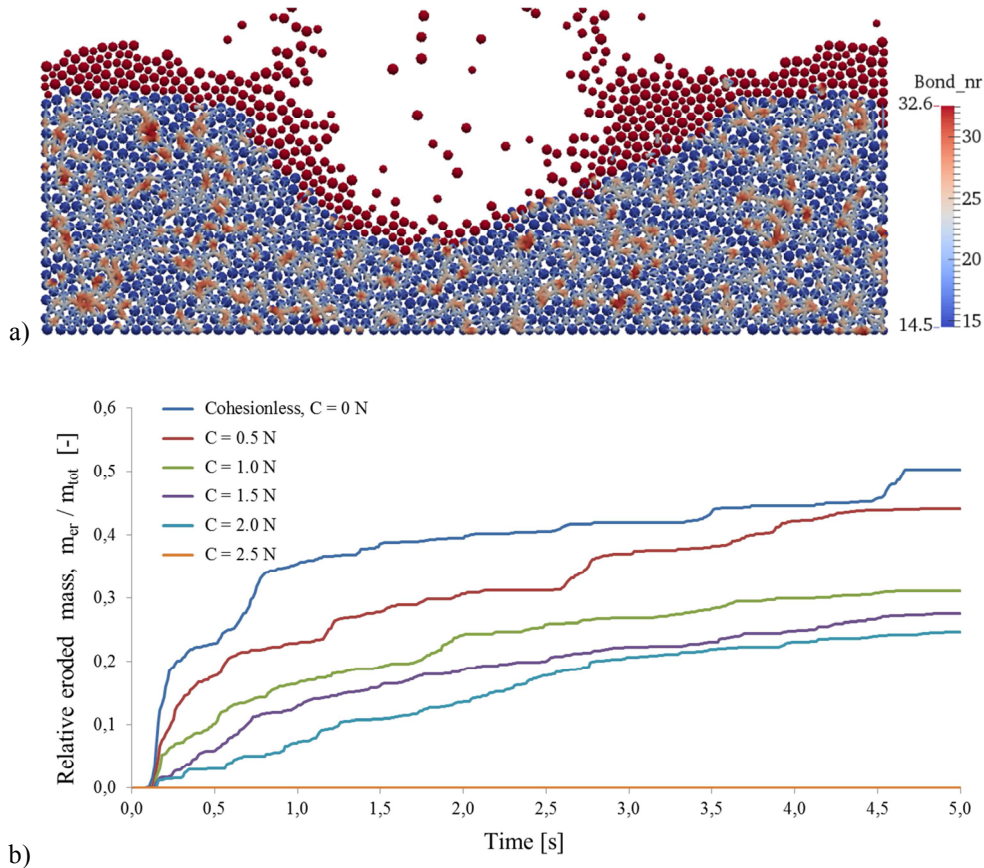 Bond_nr
32.6
30
25
20
14.5
15
a)
0,6
0,5
0,4
0,3
0,2
0,1
0,0
Relative eroded mass, m_er / m_tot [-]
Cohesionless, C = 0 N
C = 0.5 N
C = 1.0 N
C = 1.5 N
C = 2.0 N
C = 2.5 N
0,0 0,5 1,0 1,5 2,0 2,5 3,0 3,5 4,0 4,5 5,0
Time [s]
b)